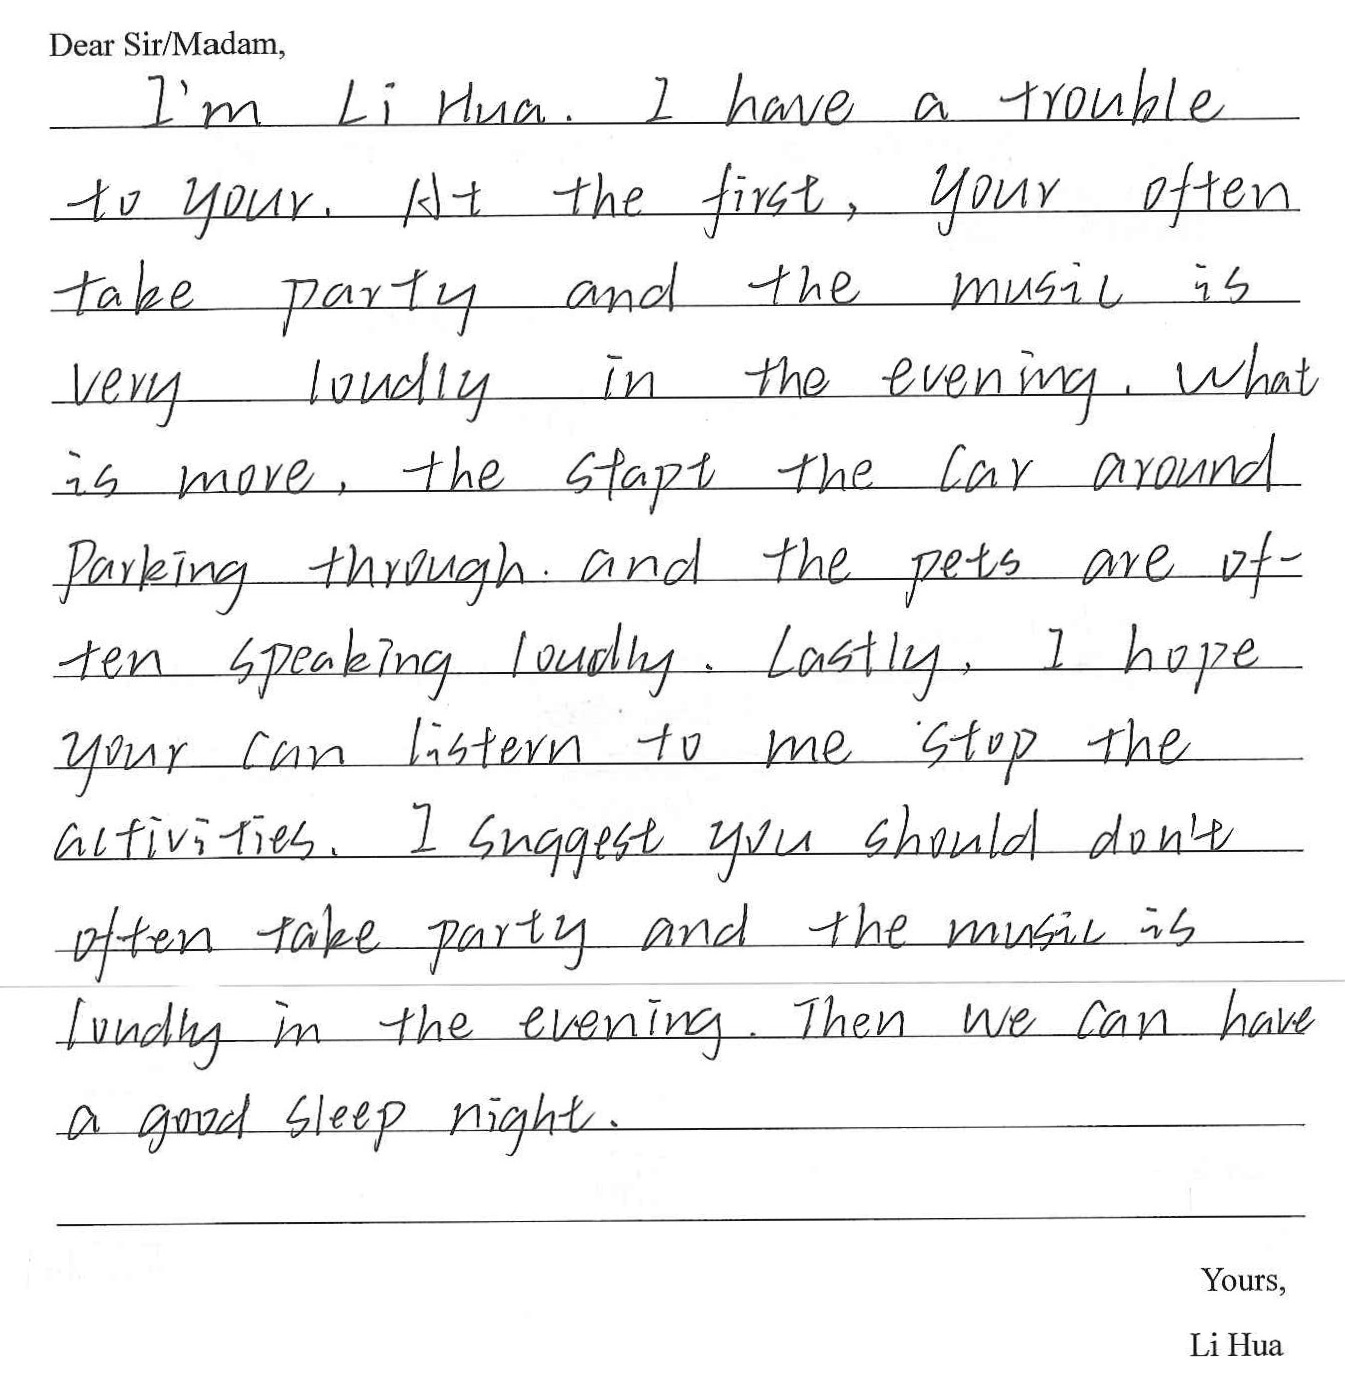 Dear Sir/Madam,
I'm Li Hua. I have a trouble
to your. At the first, your often
take party and the music is
very loudly in the evening. What
is more, the stapt the car around
Parking through. and the pets are of-
ten speaking loudly. Lastly, I hope
your can listern to me stop the
activities. I suggest you should don't
often take party and the music is
loudly in the evening. Then we can have
a good sleep night.
Yours,
Li Hua